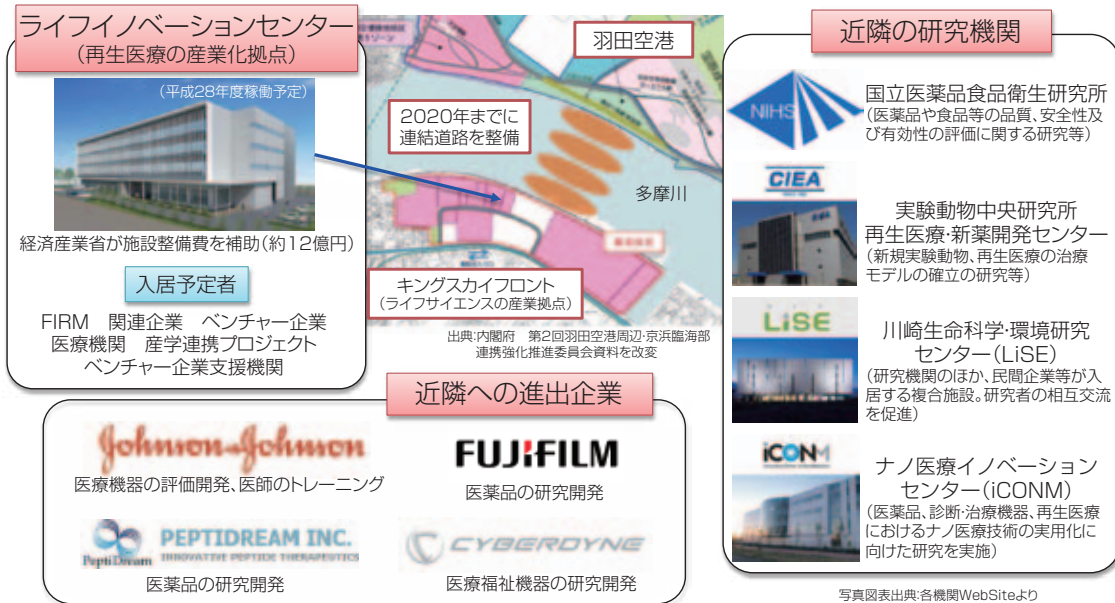 ライフイノベーションセンター
(再生医療の産業化拠点)
(平成28年度稼働予定)
経済産業省が施設整備費を補助(約12億円)
入居予定者
FIRM 関連企業 ベンチャー企業
医療機関 産学連携プロジェクト
ベンチャー企業支援機関
羽田空港
2020年までに
連結道路を整備
多摩川
キングスカイフロント
(ライフサイエンスの産業拠点)
出典:内閣府 第2回羽田空港周辺・京浜臨海部
連携強化推進委員会資料を改変
近隣の研究機関
NIHS
国立医薬品食品衛生研究所
(医薬品や食品等の品質、安全性及
び有効性の評価に関する研究等)
CIEA
実験動物中央研究所
再生医療・新薬開発センター
(新規実験動物、再生医療の治療
モデルの確立の研究等)
LiSE
川崎生命科学・環境研究
センター(LiSE)
(研究機関のほか、民間企業等が入
居する複合施設。研究者の相互交流
を促進)
iCONM
ナノ医療イノベーション
センター(iCONM)
(医薬品、診断・治療機器、再生医療
におけるナノ医療技術の実用化に
向けた研究を実施)
近隣への進出企業
Johnson & Johnson
医療機器の評価開発、医師のトレーニング
FUJIFILM
医薬品の研究開発
PeptiDream
PEPTIDREAM INC.
INNOVATIVE PEPTIDE THERAPEUTICS
医薬品の研究開発
CYBERDYNE
医療福祉機器の研究開発
写真図表出典:各機関WebSiteより